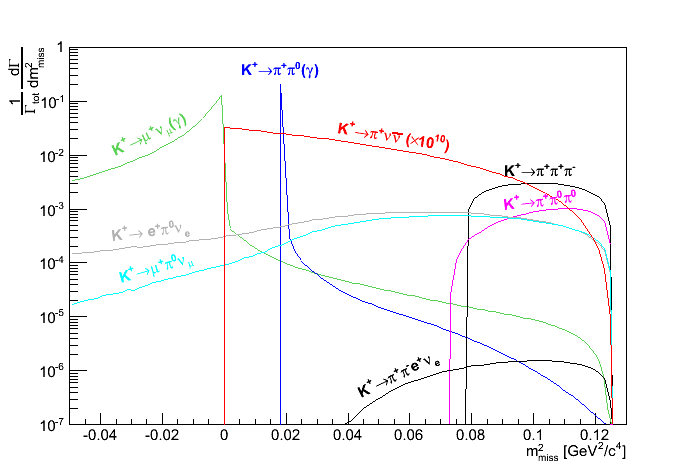 1/Γtot dΓ/dm²miss
1
10⁻¹
10⁻²
10⁻³
10⁻⁴
10⁻⁵
10⁻⁶
10⁻⁷
K⁺→π⁺π⁰(γ)
K⁺→μ⁺νμ(γ)
K⁺→π⁺νν̅ (×10¹⁰)
K⁺→π⁺π⁺π⁻
K⁺→π⁺π⁰π⁰
K⁺→ e⁺π⁰νe
K⁺→μ⁺π⁰νμ
K⁺→π⁺π⁻e⁺νe
-0.04 -0.02 0 0.02 0.04 0.06 0.08 0.1 0.12
m²miss [GeV²/c⁴]